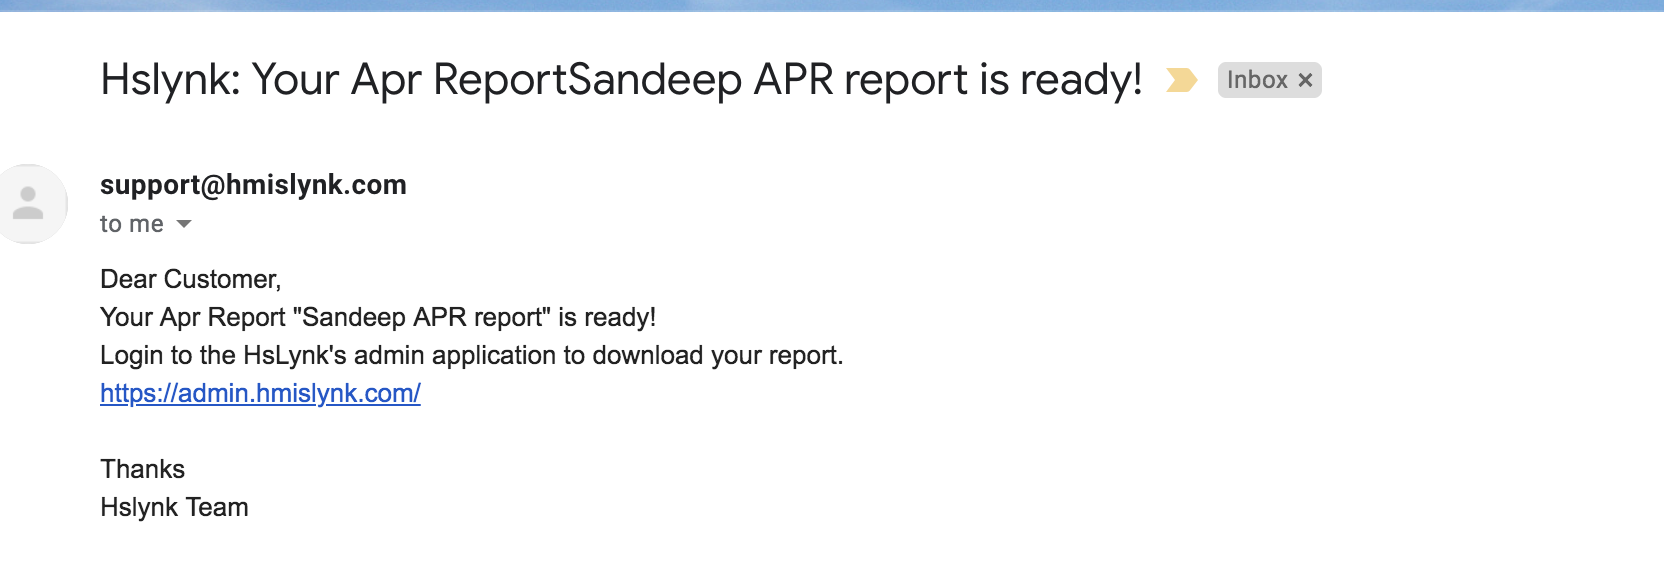 Hslynk: Your Apr ReportSandeep APR report is ready! Inbox ×
support@hmislynk.com
to me
Dear Customer,
Your Apr Report "Sandeep APR report" is ready!
Login to the HsLynk's admin application to download your report.
https://admin.hmislynk.com/
Thanks
Hslynk Team